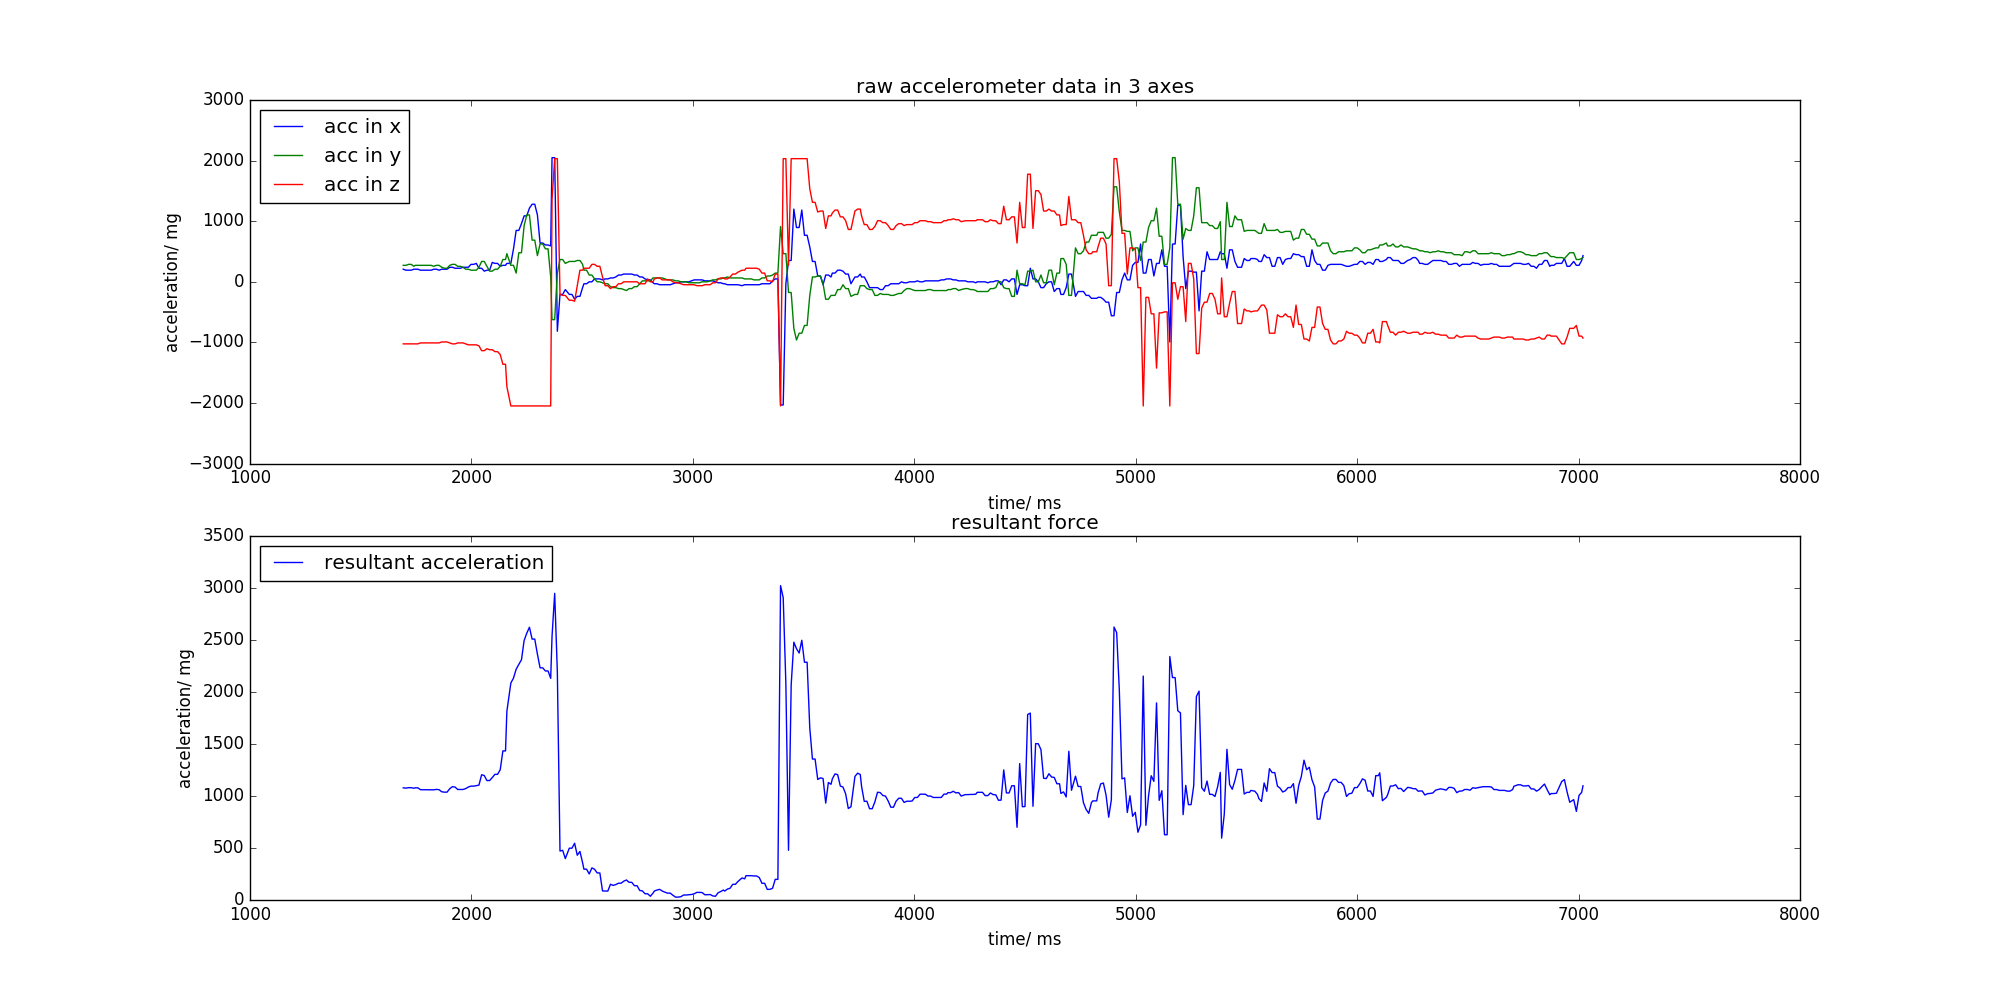 raw accelerometer data in 3 axes
3000
2000
1000
0
−1000
−2000
−3000
acceleration/ mg
acc in x
acc in y
acc in z
1000 2000 3000 4000 5000 6000 7000 8000
time/ ms
resultant force
3500
3000
2500
2000
1500
1000
500
0
acceleration/ mg
resultant acceleration
1000 2000 3000 4000 5000 6000 7000 8000
time/ ms